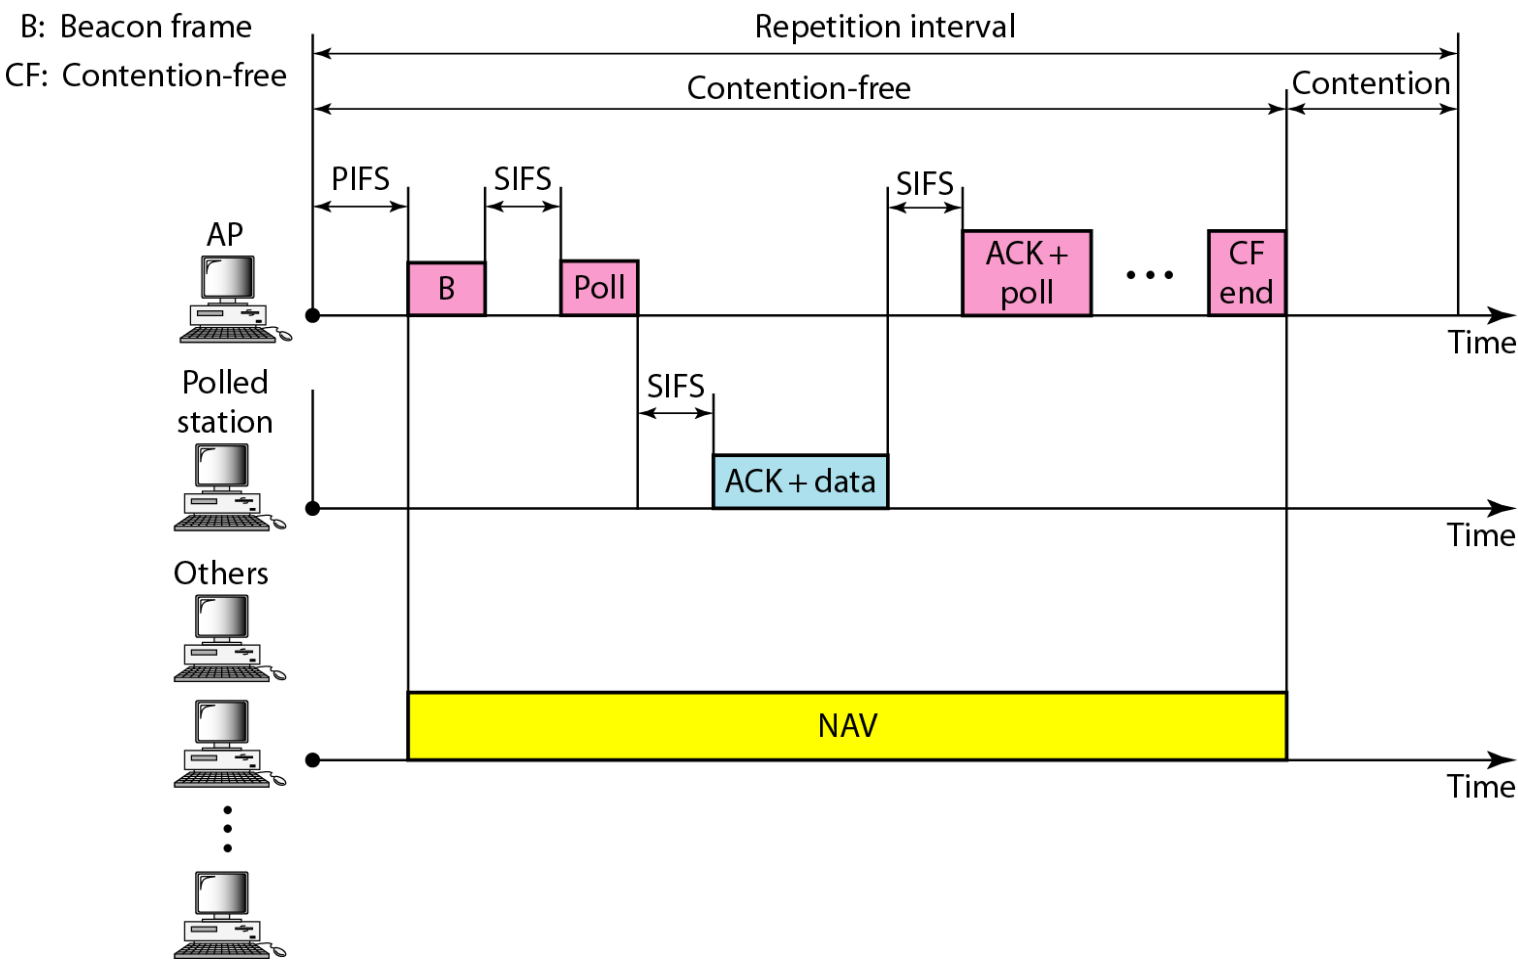 B: Beacon frame
CF: Contention-free
Repetition interval
Contention-free
Contention
PIFS
SIFS
SIFS
AP
B
Poll
ACK +
poll
CF
end
Time
Polled
station
SIFS
ACK + data
Time
Others
NAV
Time